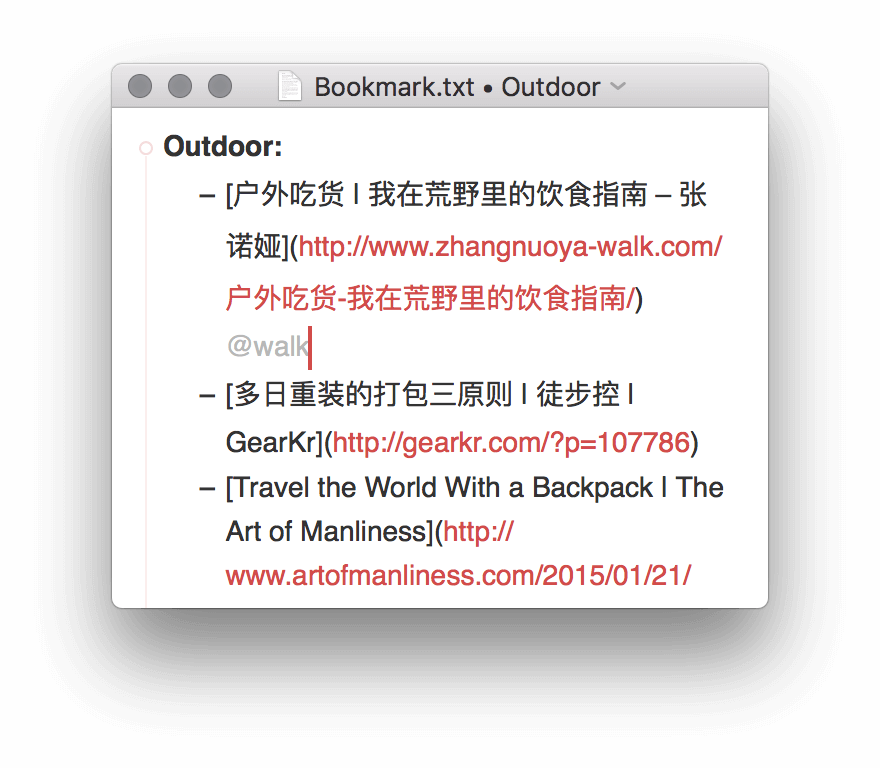 Bookmark.txt • Outdoor
Outdoor:
– [户外吃货 | 我在荒野里的饮食指南 – 张
诺娅](http://www.zhangnuoya-walk.com/
户外吃货-我在荒野里的饮食指南/)
@walk
– [多日重装的打包三原则 | 徒步控 |
GearKr](http://gearkr.com/?p=107786)
– [Travel the World With a Backpack | The
Art of Manliness](http://
www.artofmanliness.com/2015/01/21/